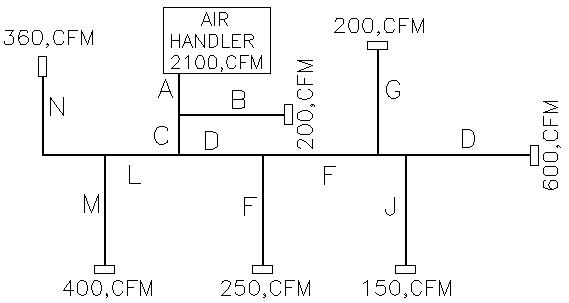 360,CFM
AIR
HANDLER
2100,CFM
200,CFM
A
B
200,CFM
G
N
C
D
D
600,CFM
L
F
M
F
J
400,CFM
250,CFM
150,CFM